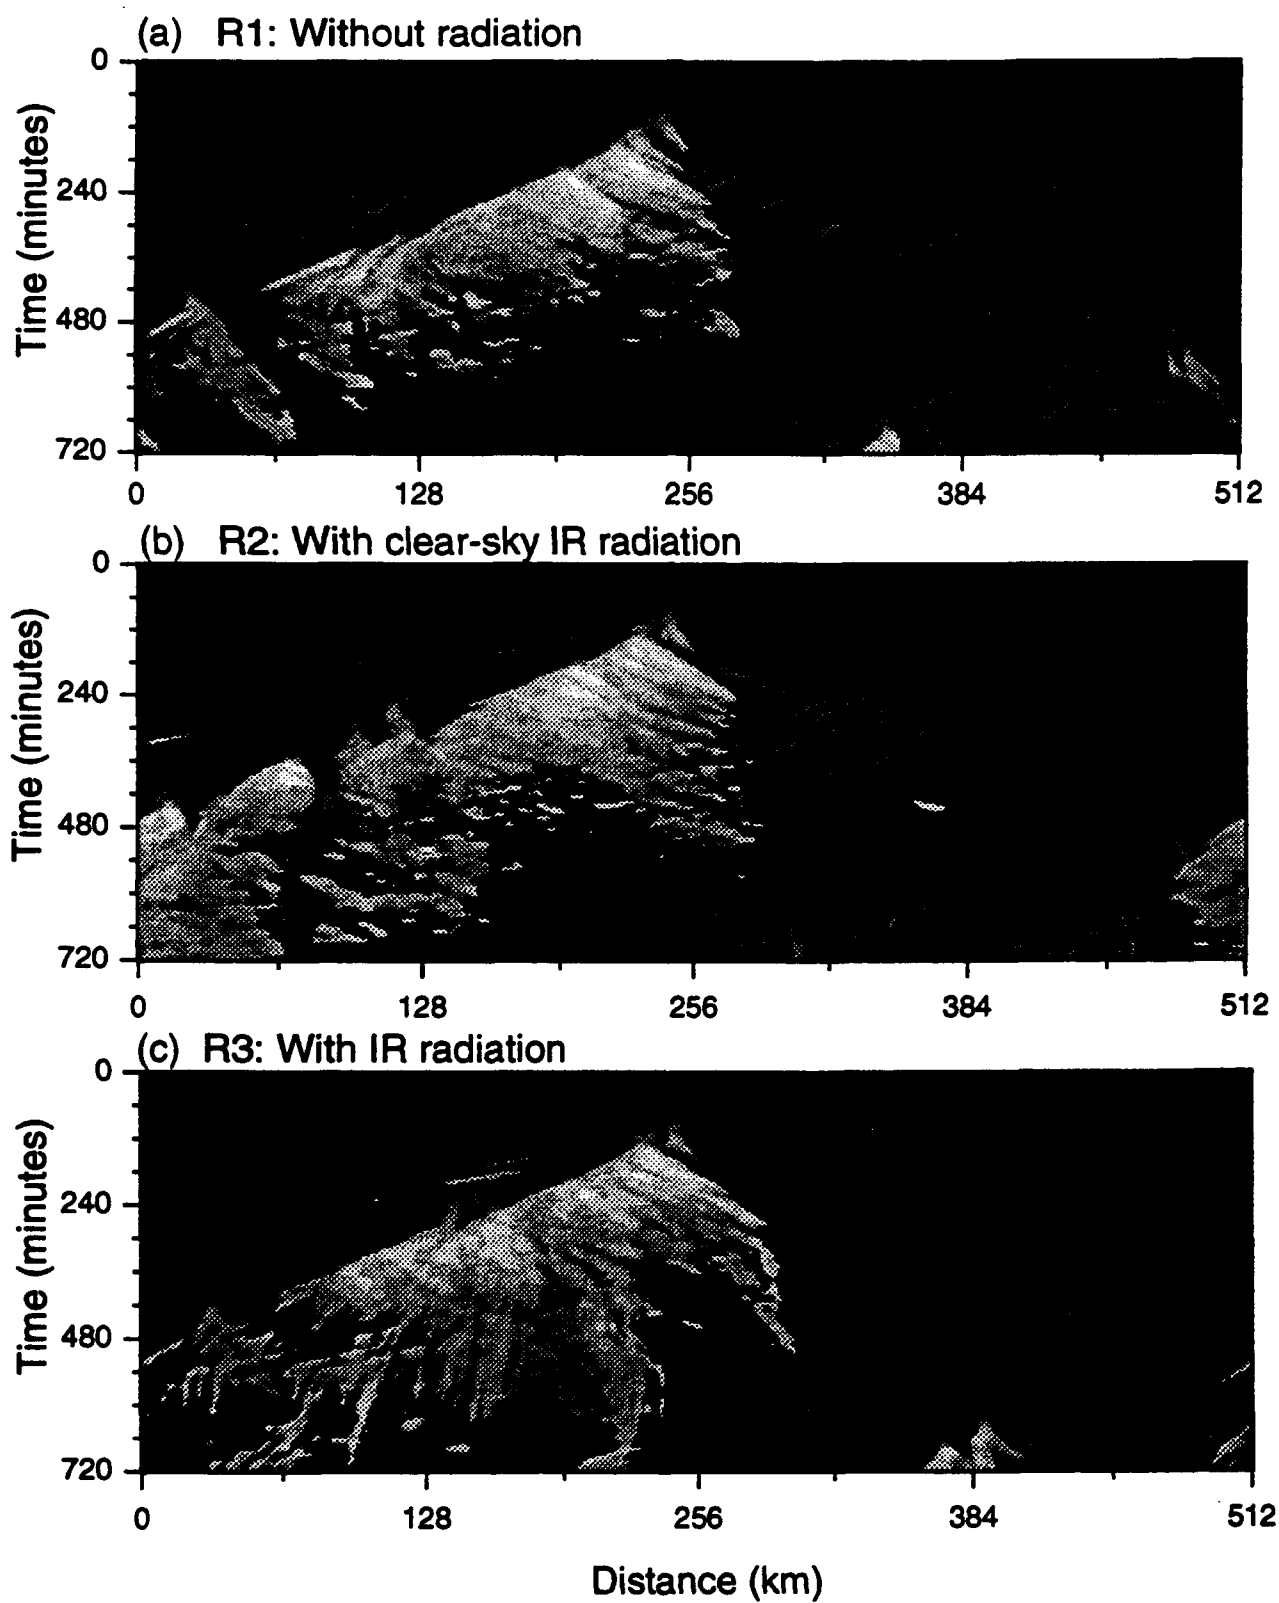 (a) R1: Without radiation
0
240
480
720
Time (minutes)
0 128 256 384 512
(b) R2: With clear-sky IR radiation
0
240
480
720
Time (minutes)
0 128 256 384 512
(c) R3: With IR radiation
0
240
480
720
Time (minutes)
0 128 256 384 512
Distance (km)